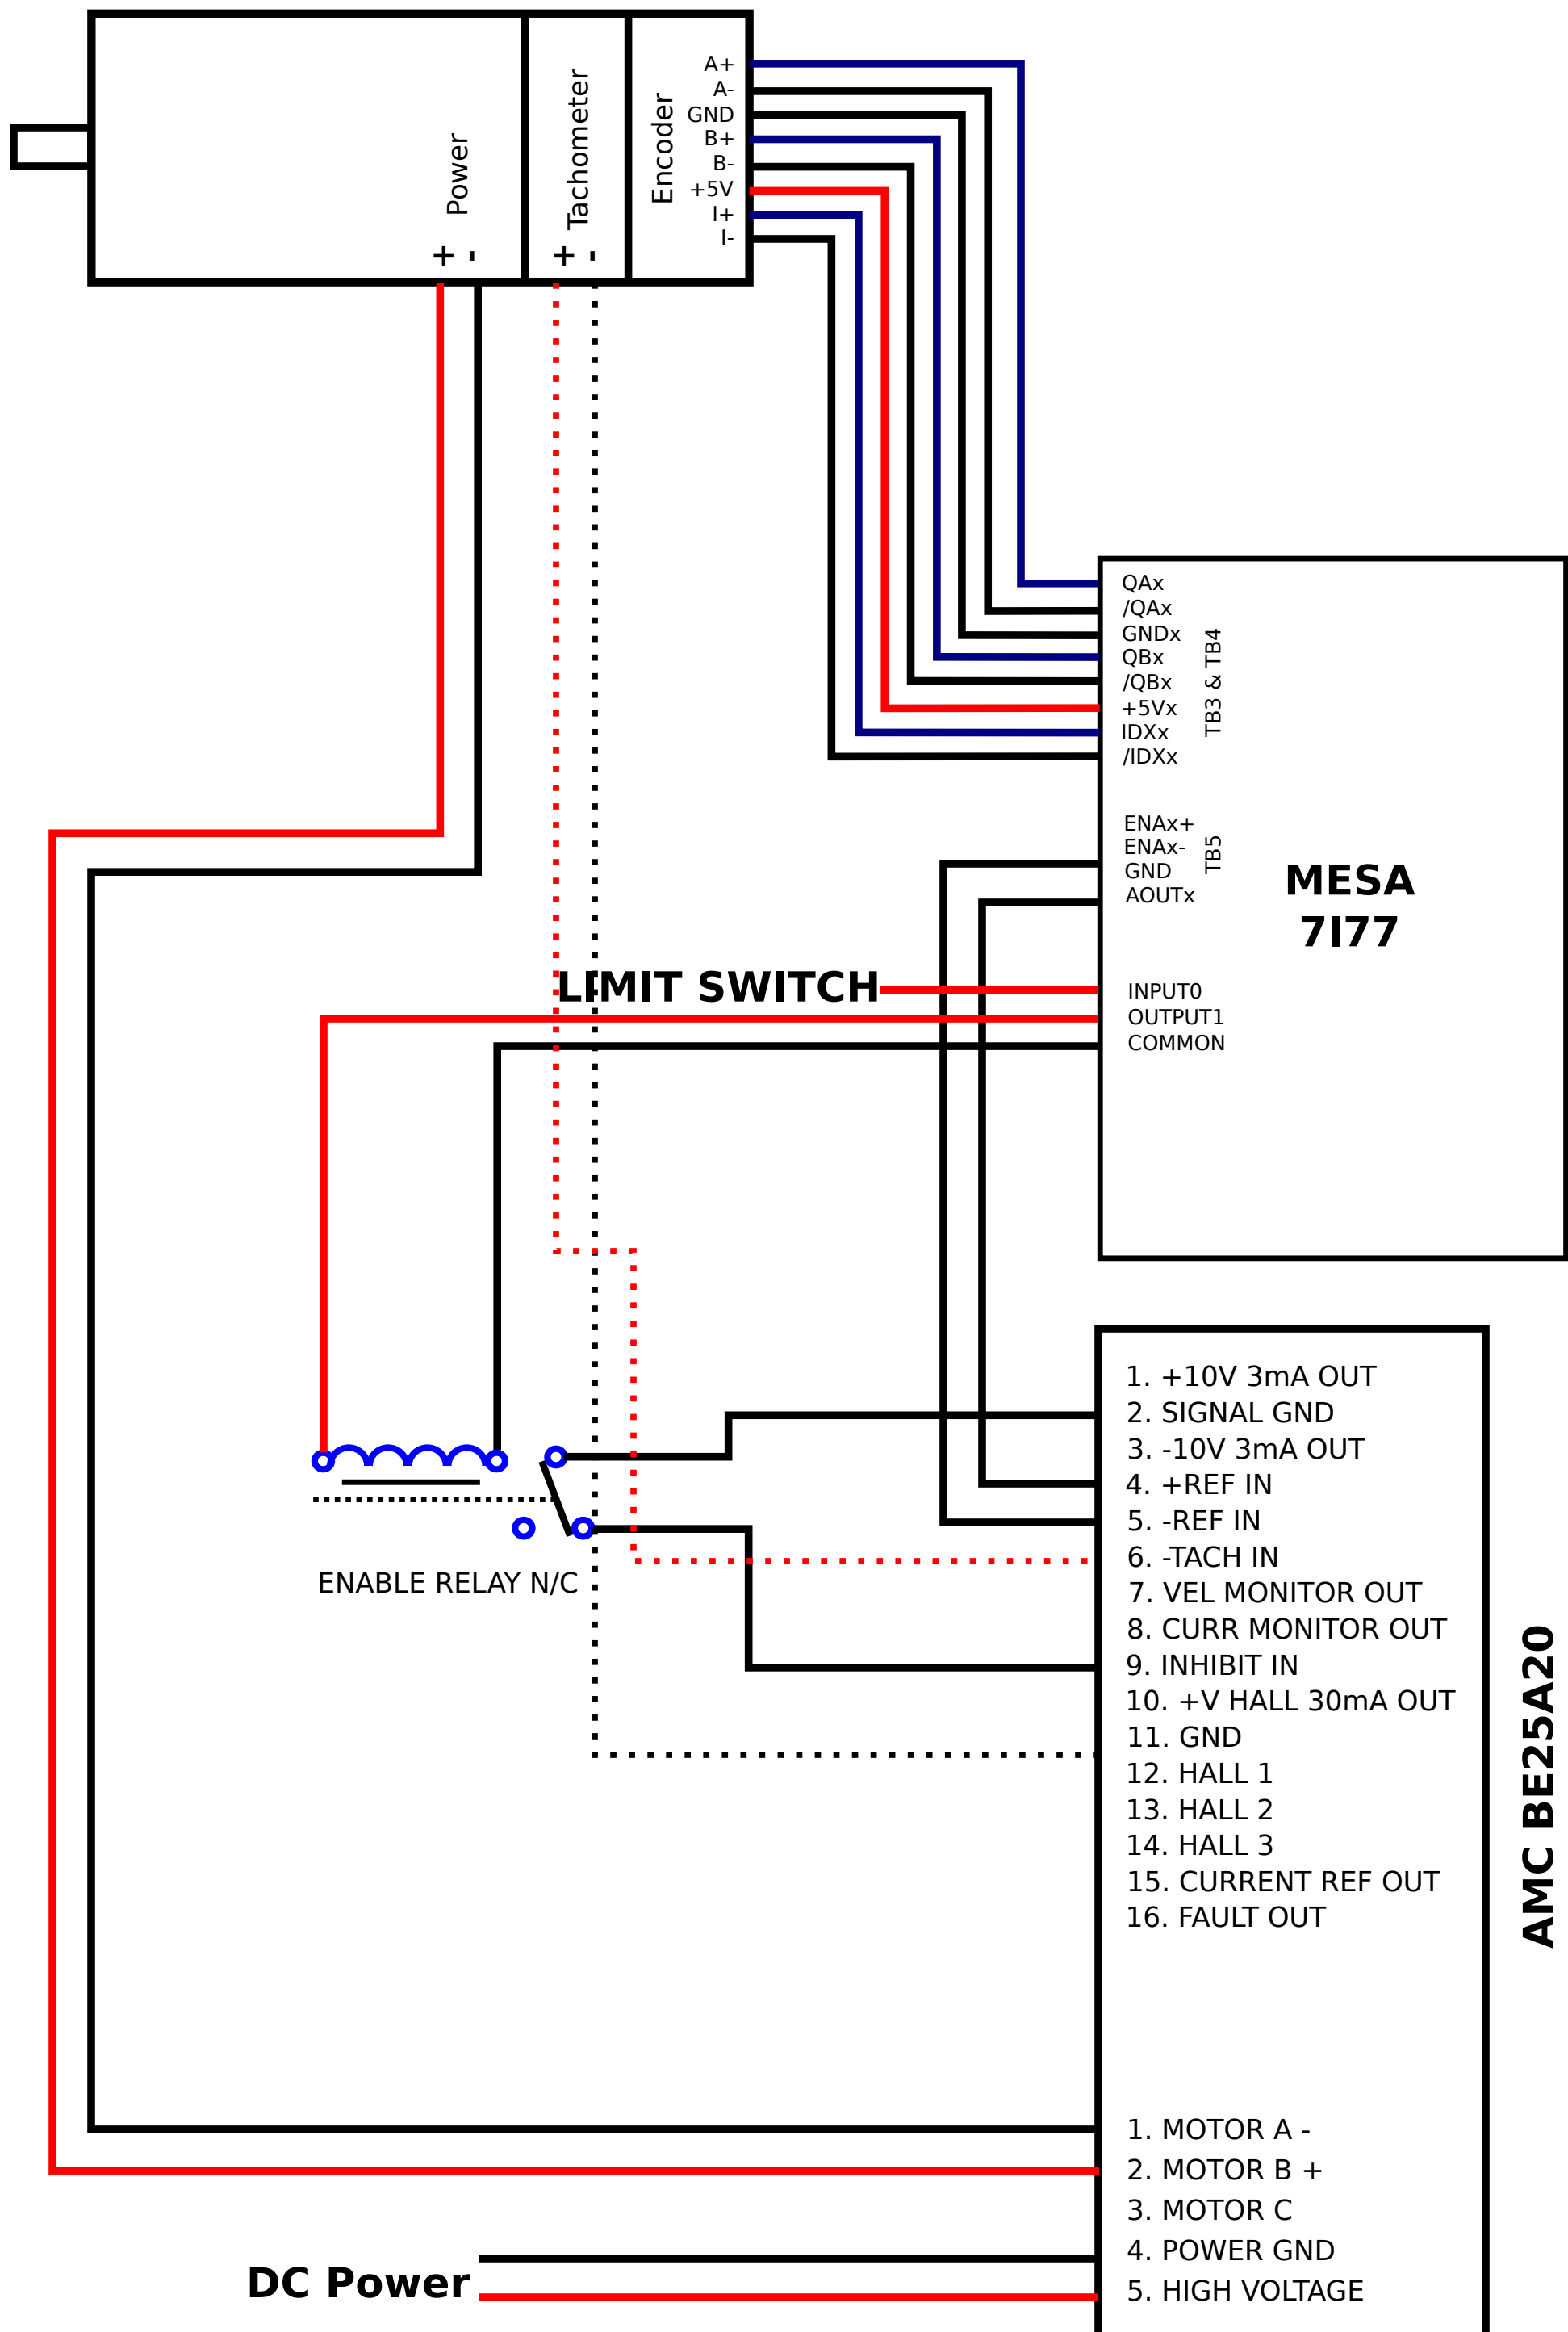 Power
+ -
Tachometer
+ -
Encoder
A+
A-
GND
B+
B-
+5V
I+
I-
QAx
/QAx
GNDx
QBx
/QBx
+5Vx
IDXx
/IDXx
TB3 & TB4
ENAx+
ENAx-
GND
AOUTx
TB5
MESA
7I77
LIMIT SWITCH
INPUT0
OUTPUT1
COMMON
ENABLE RELAY N/C
1. +10V 3mA OUT
2. SIGNAL GND
3. -10V 3mA OUT
4. +REF IN
5. -REF IN
6. -TACH IN
7. VEL MONITOR OUT
8. CURR MONITOR OUT
9. INHIBIT IN
10. +V HALL 30mA OUT
11. GND
12. HALL 1
13. HALL 2
14. HALL 3
15. CURRENT REF OUT
16. FAULT OUT
AMC BE25A20
1. MOTOR A -
2. MOTOR B +
3. MOTOR C
4. POWER GND
5. HIGH VOLTAGE
DC Power